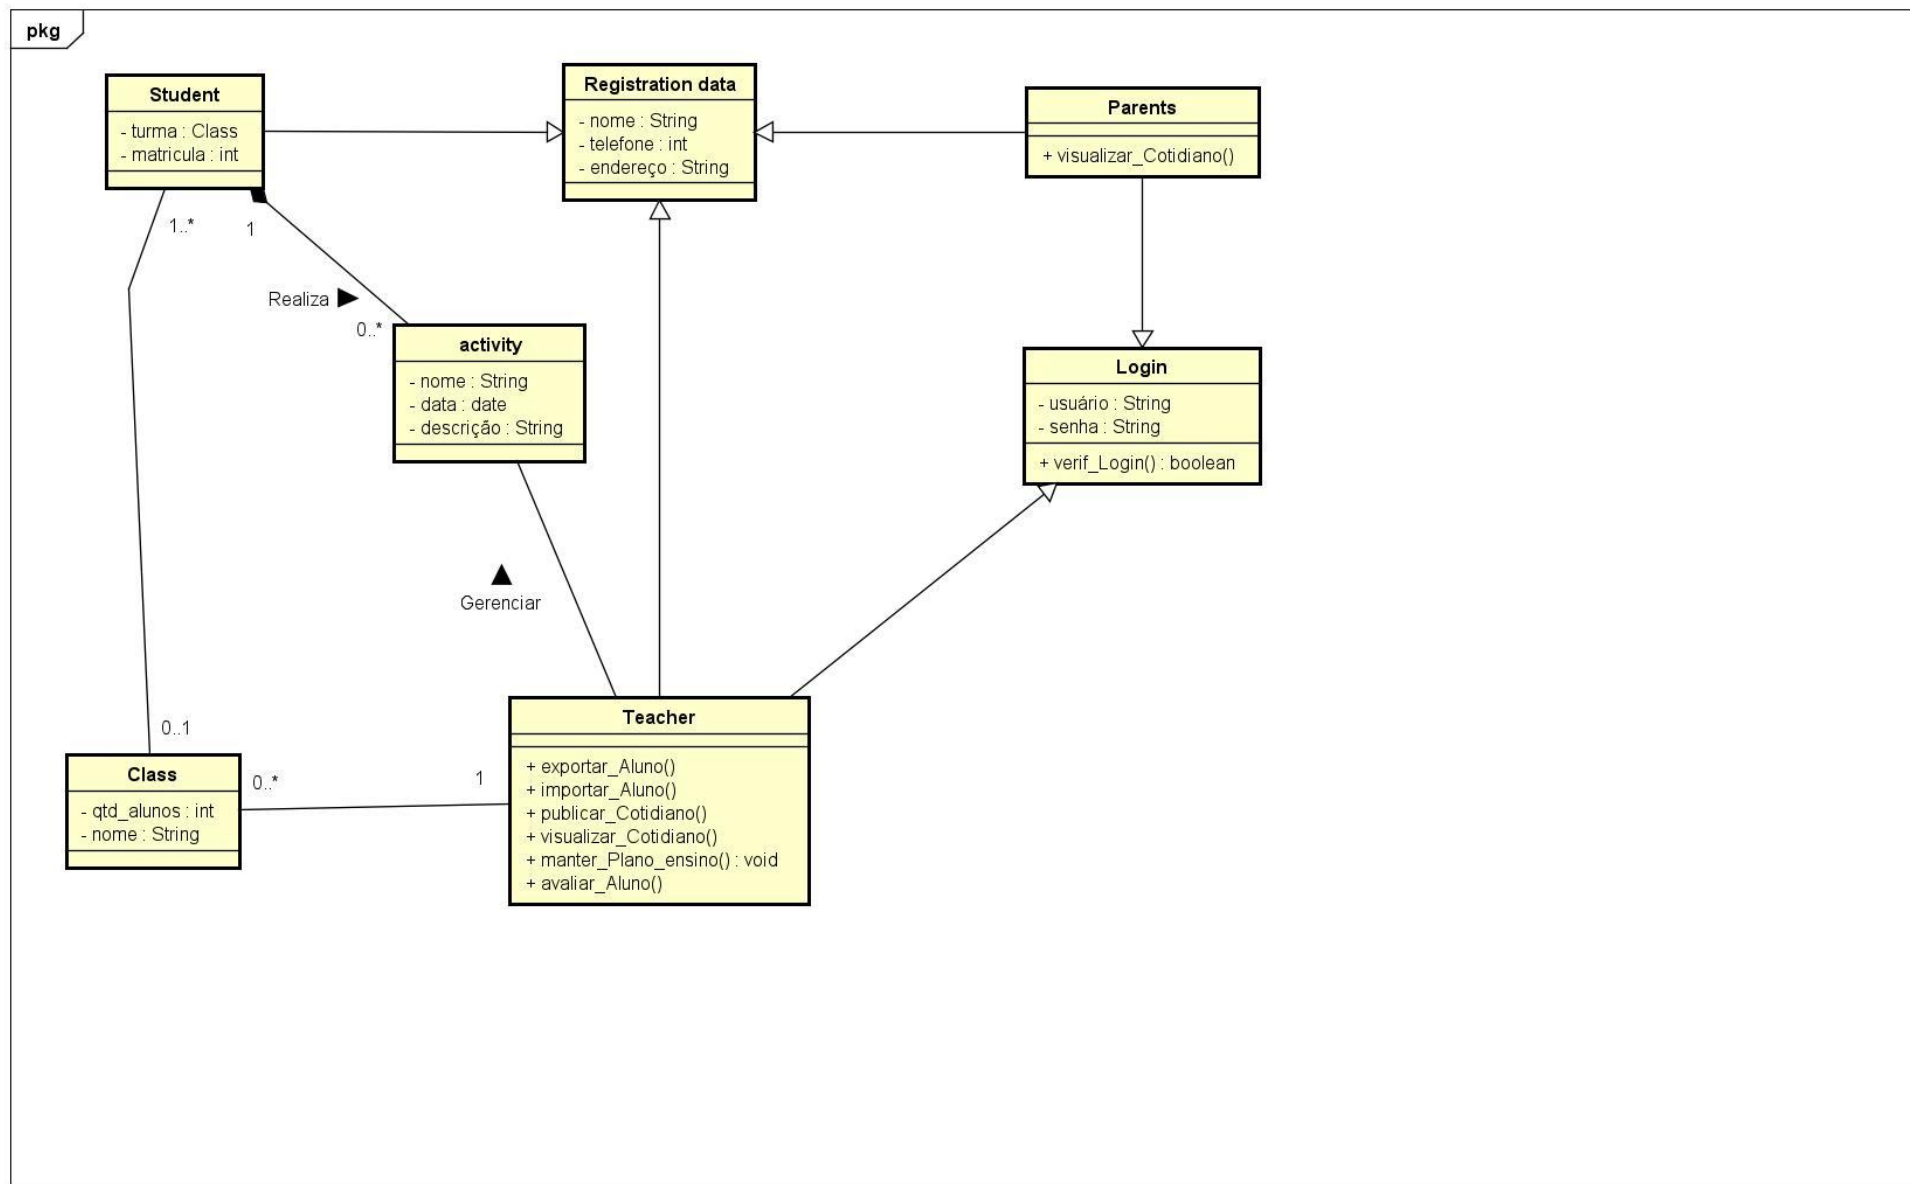 pkg
Student
- turma : Class
- matricula : int
Registration data
- nome : String
- telefone : int
- endereço : String
Parents
+ visualizar_Cotidiano()
1..*
1
Realiza
0..*
activity
- nome : String
- data : date
- descrição : String
Login
- usuário : String
- senha : String
+ verif_Login() : boolean
Gerenciar
0..1
Class
- qtd_alunos : int
- nome : String
0..*
1
Teacher
+ exportar_Aluno()
+ importar_Aluno()
+ publicar_Cotidiano()
+ visualizar_Cotidiano()
+ manter_Plano_ensino() : void
+ avaliar_Aluno()